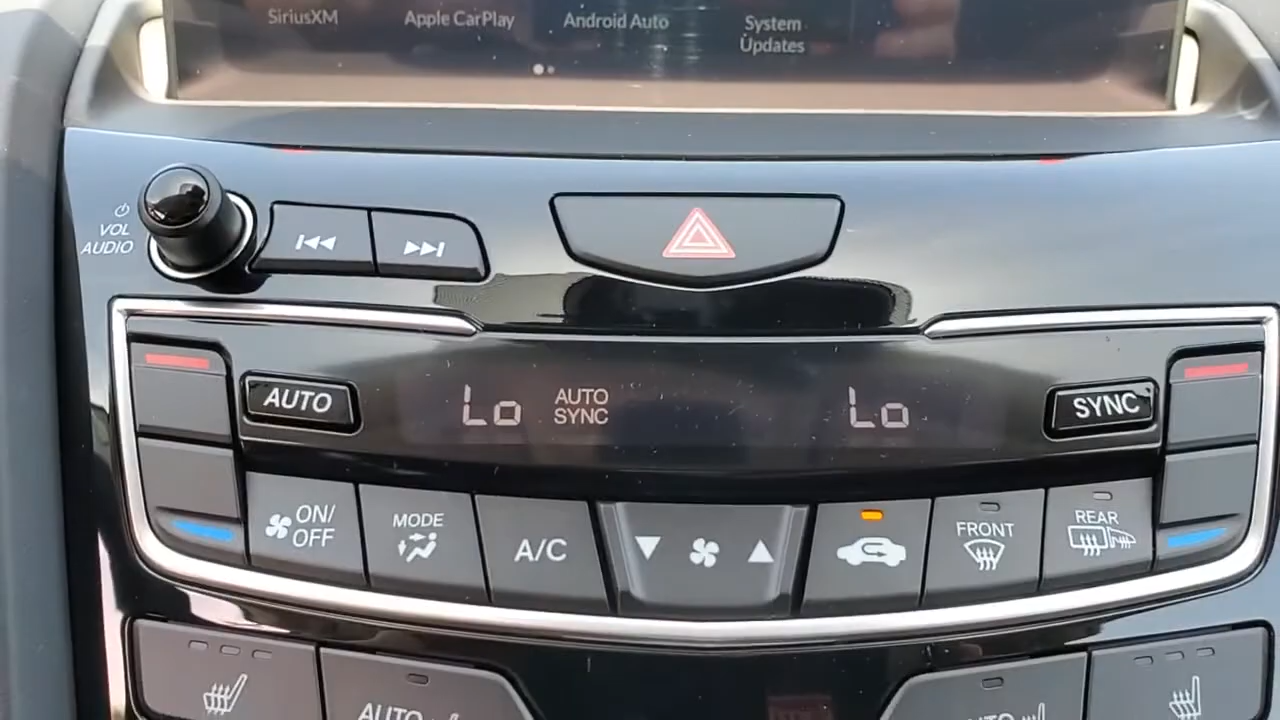 SiriusXM
Apple CarPlay
Android Auto
System
Updates
VOL
AUDIO
AUTO
Lo
AUTO
SYNC
Lo
SYNC
ON/
OFF
MODE
A/C
FRONT
REAR
AUTO